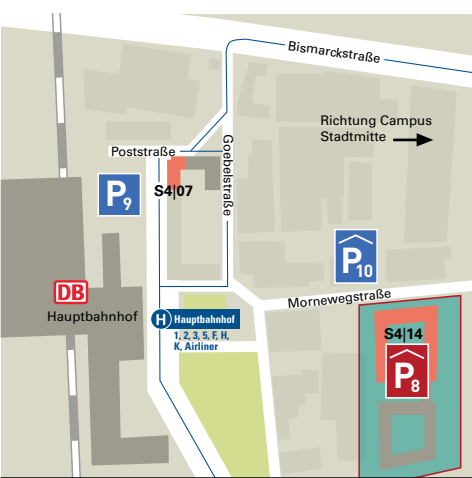 Bismarckstraße
Richtung Campus
Stadtmitte
Poststraße
Goebelstraße
P9
S4|07
P10
DB
Hauptbahnhof
Mornewegstraße
H Hauptbahnhof
1, 2, 3, 5, F, H,
K, Airliner
S4|14
P8